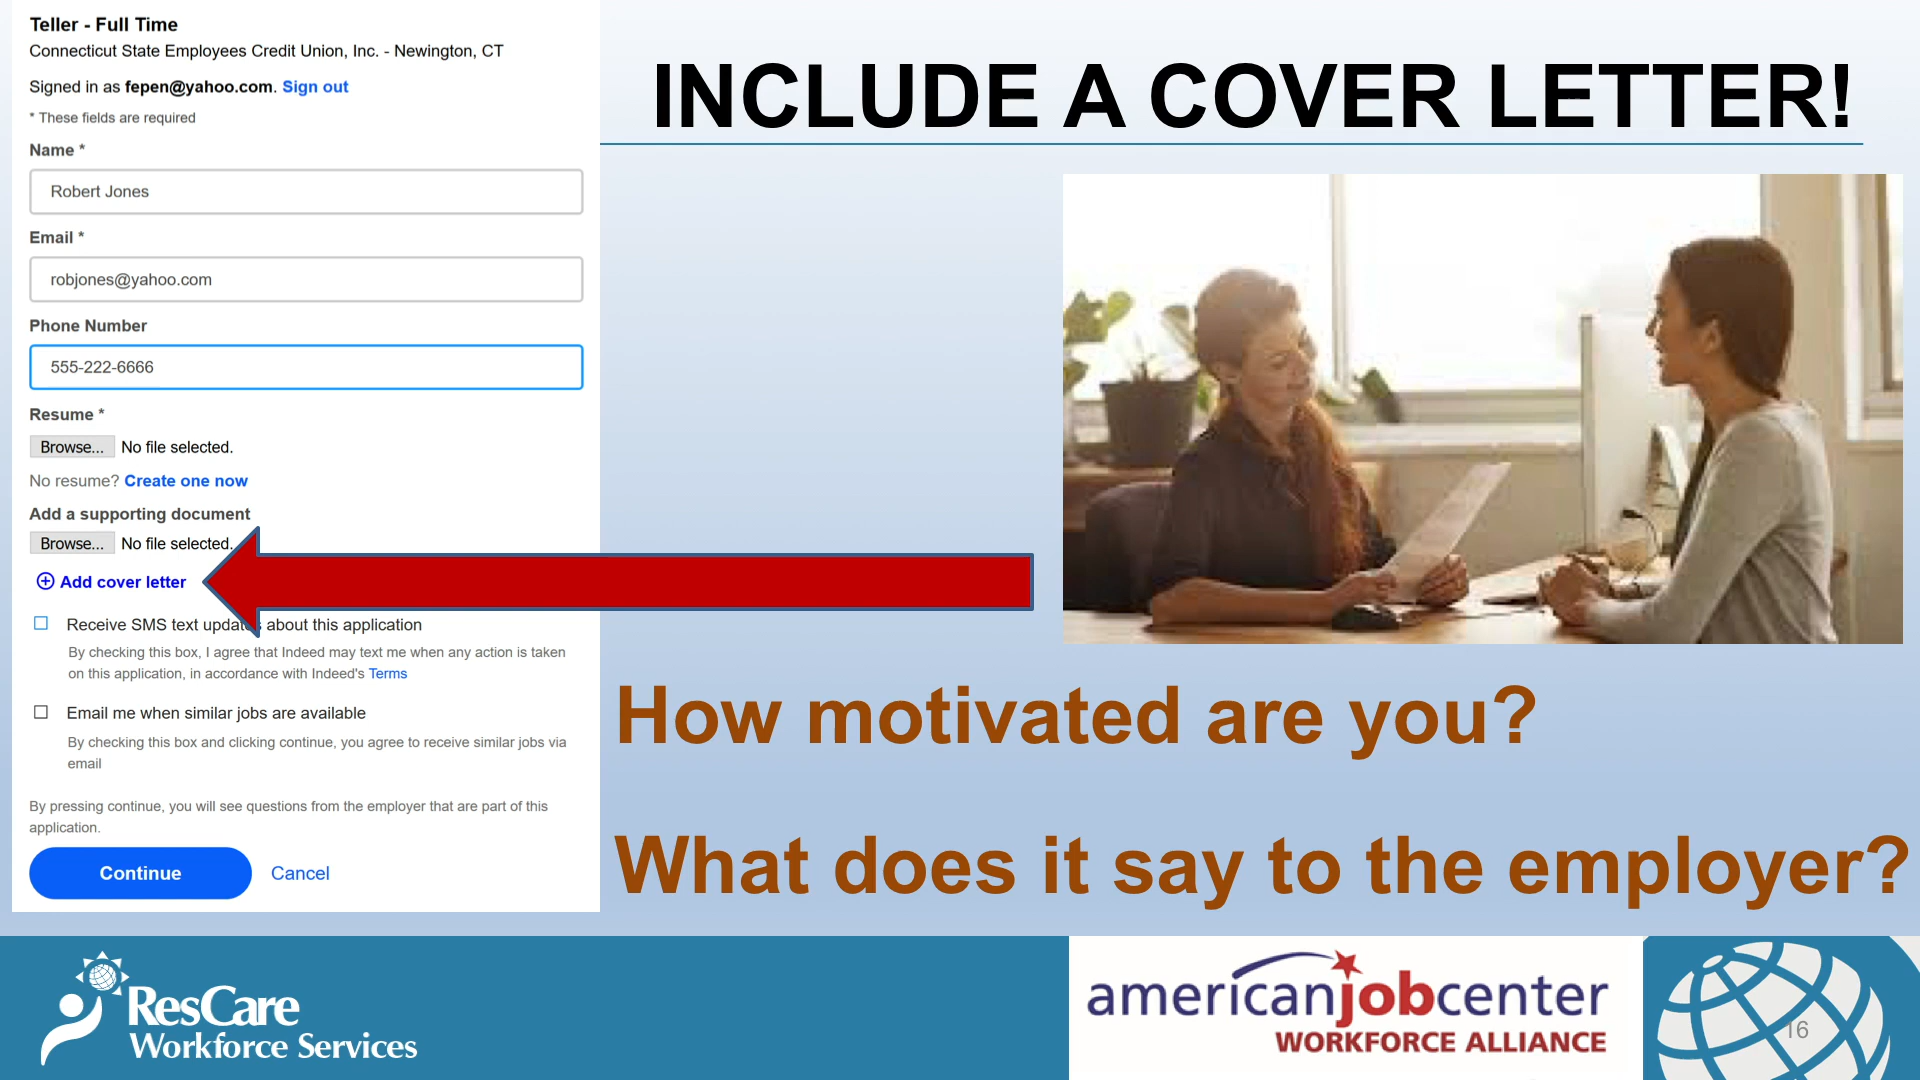 Teller - Full Time
Connecticut State Employees Credit Union, Inc. - Newington, CT
Signed in as fepen@yahoo.com. Sign out
* These fields are required
Name *
Robert Jones
Email *
robjones@yahoo.com
Phone Number
555-222-6666
Resume *
Browse... No file selected.
No resume? Create one now
Add a supporting document
Browse... No file selected.
Add cover letter
Receive SMS text updates about this application
By checking this box, I agree that Indeed may text me when any action is taken
on this application, in accordance with Indeed's Terms
Email me when similar jobs are available
By checking this box and clicking continue, you agree to receive similar jobs via
email
By pressing continue, you will see questions from the employer that are part of this
application.
Continue Cancel
INCLUDE A COVER LETTER!
How motivated are you?
What does it say to the employer?
ResCare
Workforce Services
americanjobcenter
WORKFORCE ALLIANCE
16